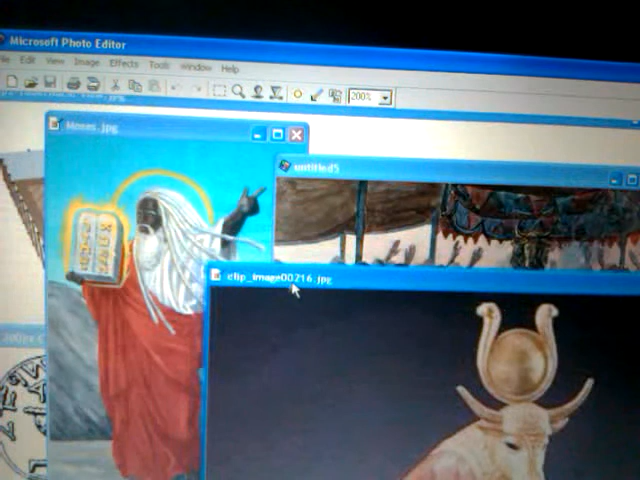 Microsoft Photo Editor
File Edit View Image Effects Tools Window Help
200%
Moses.jpg
untitled5
clip_image00216.jpg